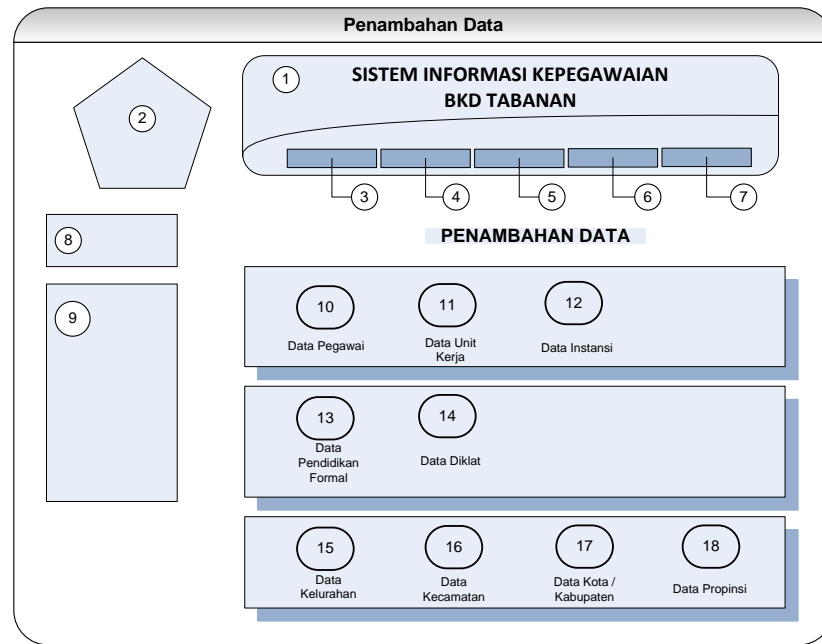 Penambahan Data
1
SISTEM INFORMASI KEPEGAWAIAN
BKD TABANAN
2
3
4
5
6
7
8
PENAMBAHAN DATA
9
10
11
12
Data Pegawai
Data Unit
Kerja
Data Instansi
13
14
Data
Pendidikan
Formal
Data Diklat
15
16
17
18
Data
Kelurahan
Data
Kecamatan
Data Kota /
Kabupaten
Data Propinsi